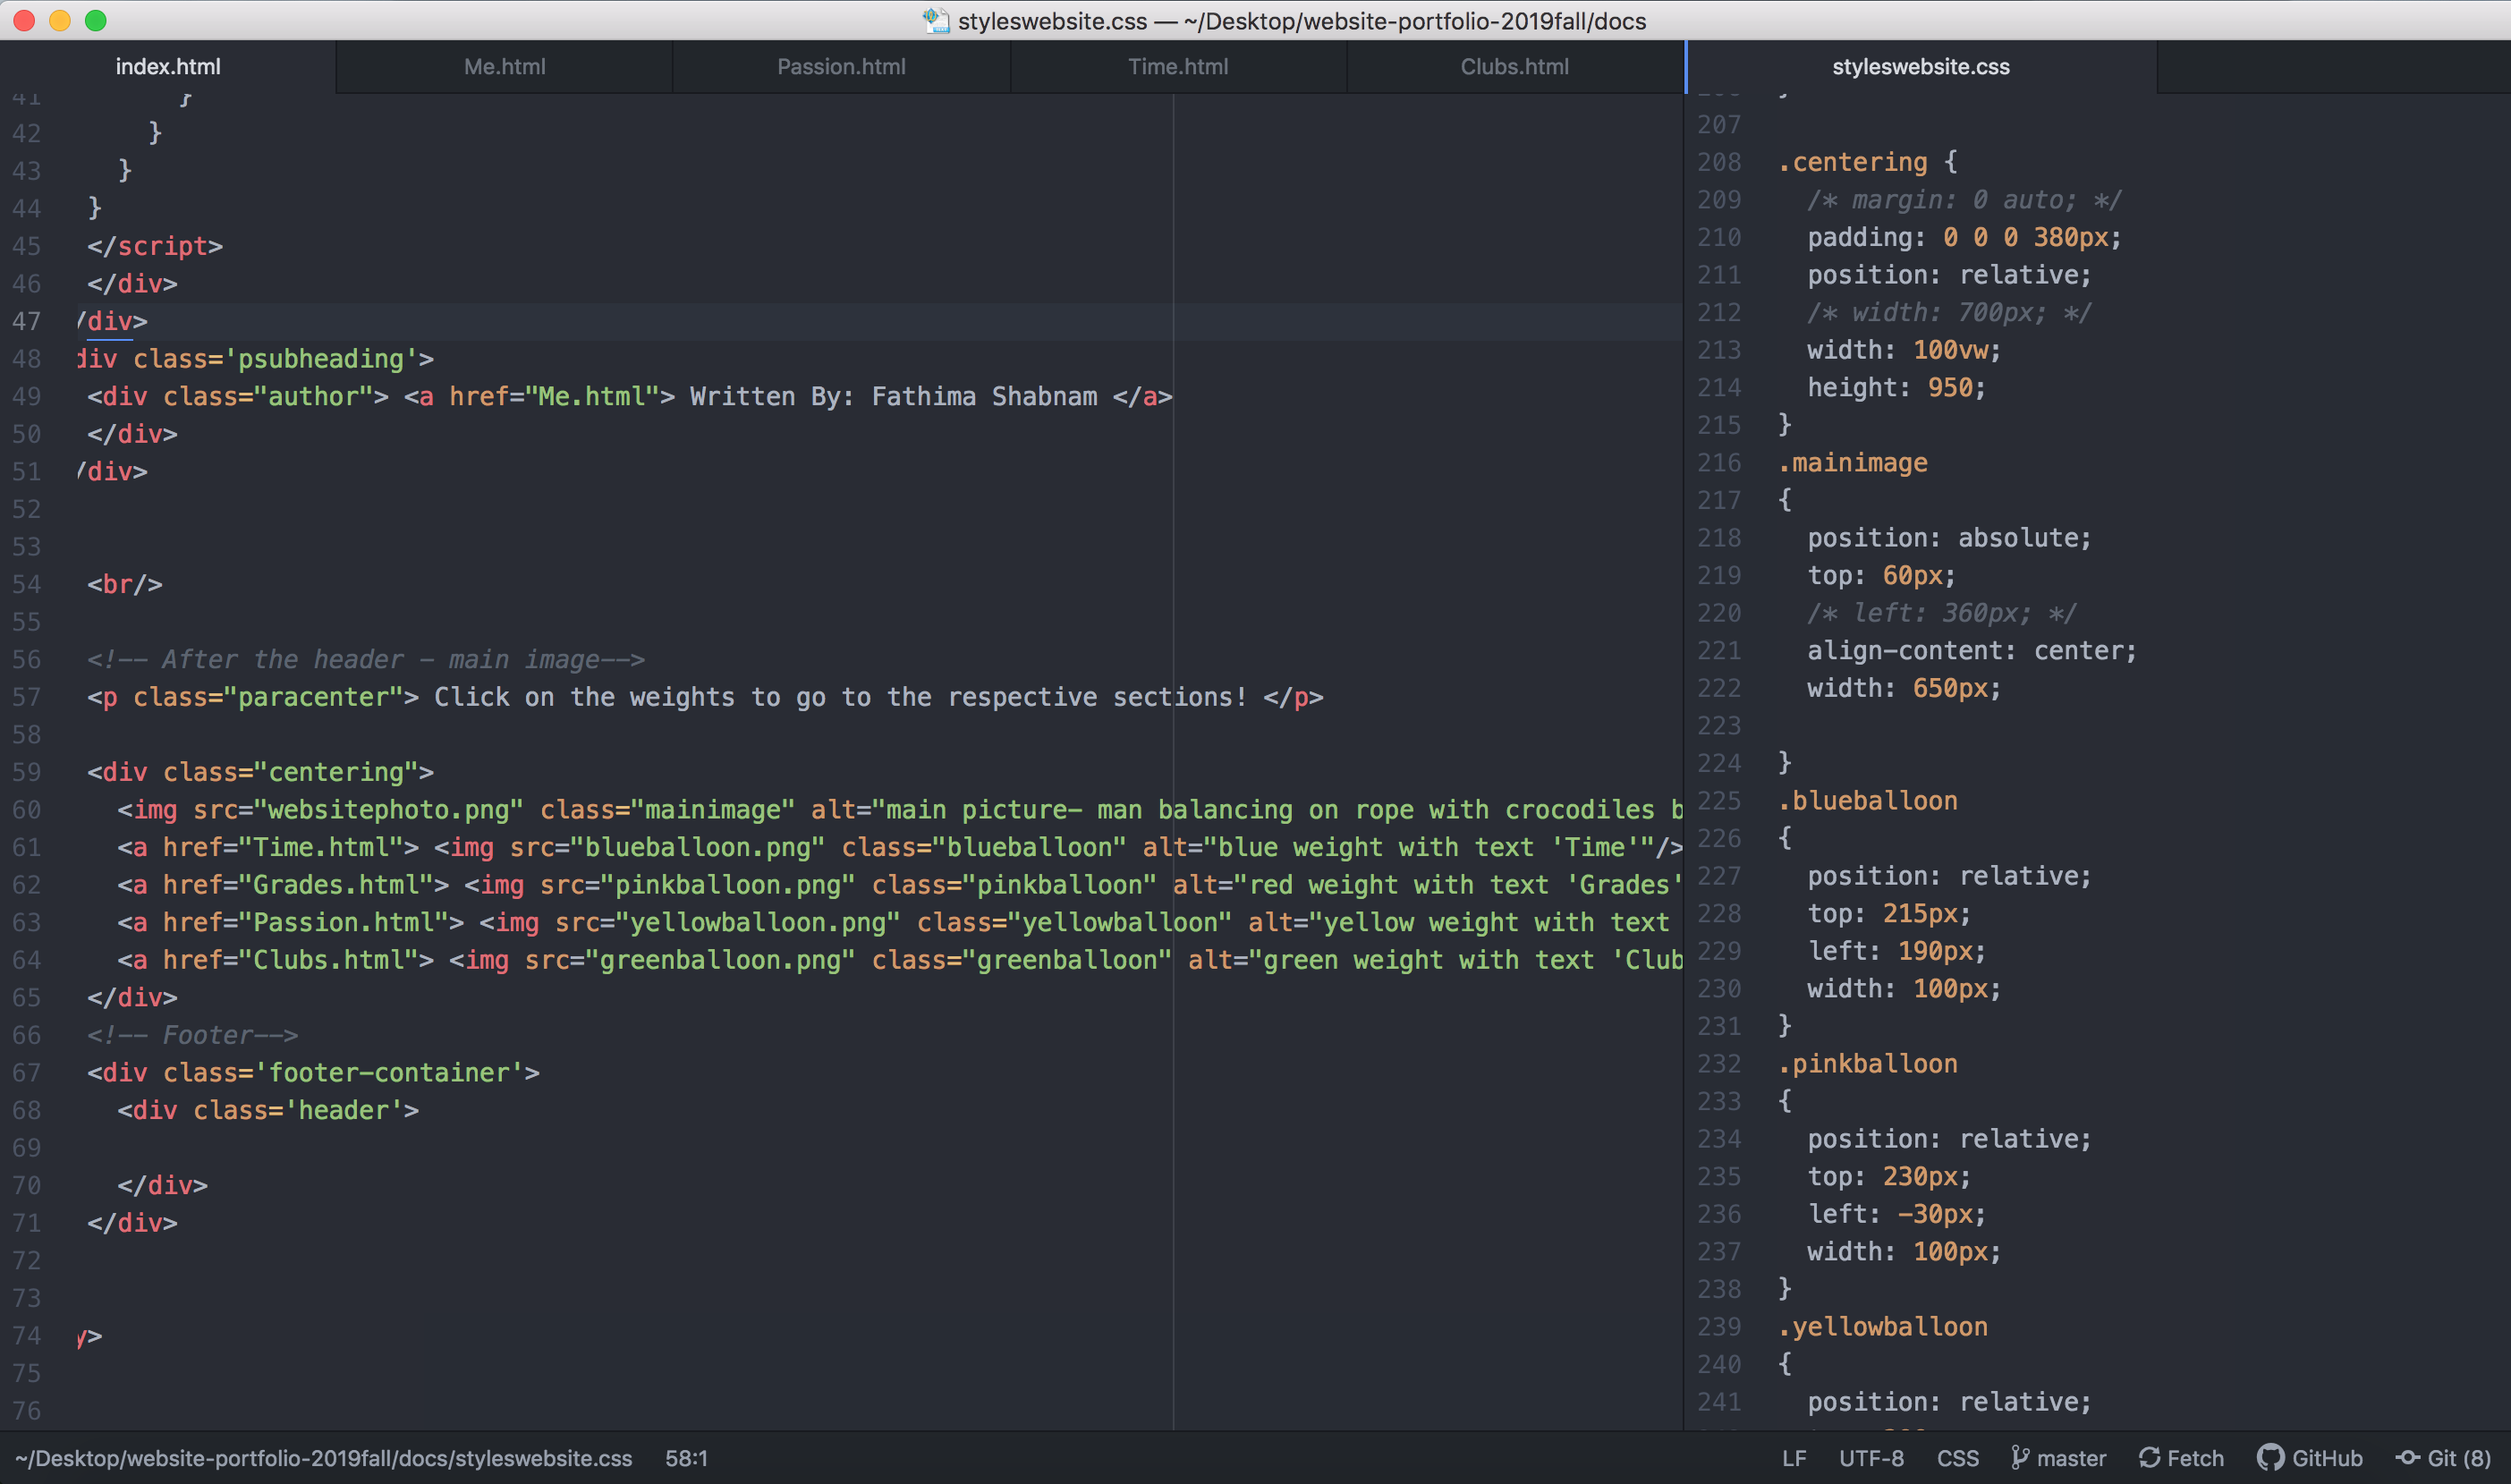 styleswebsite.css — ~/Desktop/website-portfolio-2019fall/docs
index.html Me.html Passion.html Time.html Clubs.html
41 }
42 }
43 }
44 }
45 </script>
46 </div>
47 /div>
48 div class='psubheading'>
49 <div class="author"> <a href="Me.html"> Written By: Fathima Shabnam </a>
50 </div>
51 /div>
52
53
54 <br/>
55
56 <!-- After the header - main image-->
57 <p class="paracenter"> Click on the weights to go to the respective sections! </p>
58
59 <div class="centering">
60 <img src="websitephoto.png" class="mainimage" alt="main picture- man balancing on rope with crocodiles b
61 <a href="Time.html"> <img src="blueballoon.png" class="blueballoon" alt="blue weight with text 'Time'"/>
62 <a href="Grades.html"> <img src="pinkballoon.png" class="pinkballoon" alt="red weight with text 'Grades'
63 <a href="Passion.html"> <img src="yellowballoon.png" class="yellowballoon" alt="yellow weight with text
64 <a href="Clubs.html"> <img src="greenballoon.png" class="greenballoon" alt="green weight with text 'Club
65 </div>
66 <!-- Footer-->
67 <div class='footer-container'>
68 <div class='header'>
69
70 </div>
71 </div>
72
73
74 y>
75
76
styleswebsite.css
206 }
207
208 .centering {
209 /* margin: 0 auto; */
210 padding: 0 0 0 380px;
211 position: relative;
212 /* width: 700px; */
213 width: 100vw;
214 height: 950;
215 }
216 .mainimage
217 {
218 position: absolute;
219 top: 60px;
220 /* left: 360px; */
221 align-content: center;
222 width: 650px;
223
224 }
225 .blueballoon
226 {
227 position: relative;
228 top: 215px;
229 left: 190px;
230 width: 100px;
231 }
232 .pinkballoon
233 {
234 position: relative;
235 top: 230px;
236 left: -30px;
237 width: 100px;
238 }
239 .yellowballoon
240 {
241 position: relative;
~/Desktop/website-portfolio-2019fall/docs/styleswebsite.css 58:1 LF UTF-8 CSS master Fetch GitHub Git (8)